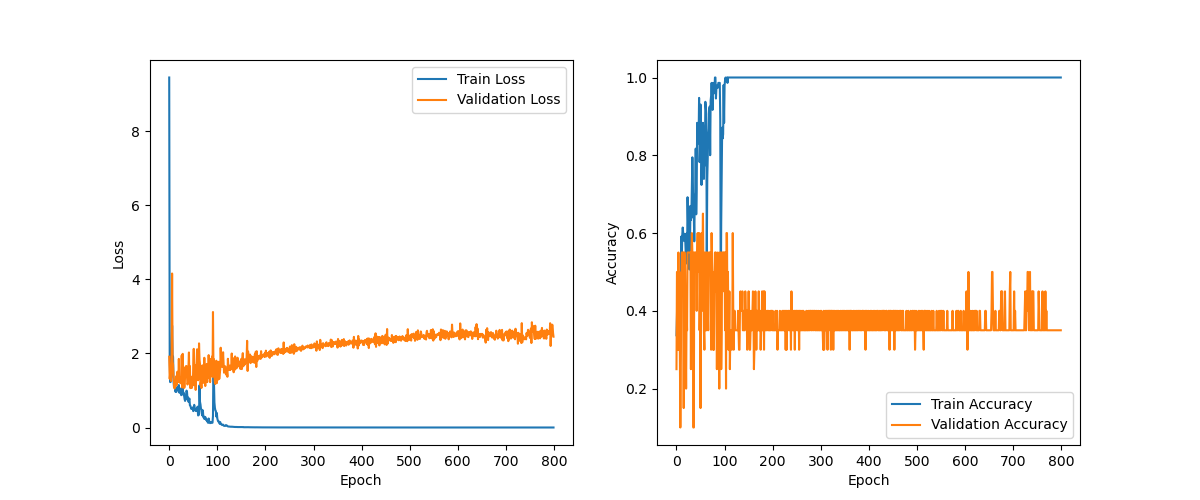 Train Loss
Validation Loss
8
6
4
2
0
0 100 200 300 400 500 600 700 800
Epoch
Loss
1.0
0.8
0.6
0.4
0.2
Train Accuracy
Validation Accuracy
0 100 200 300 400 500 600 700 800
Epoch
Accuracy